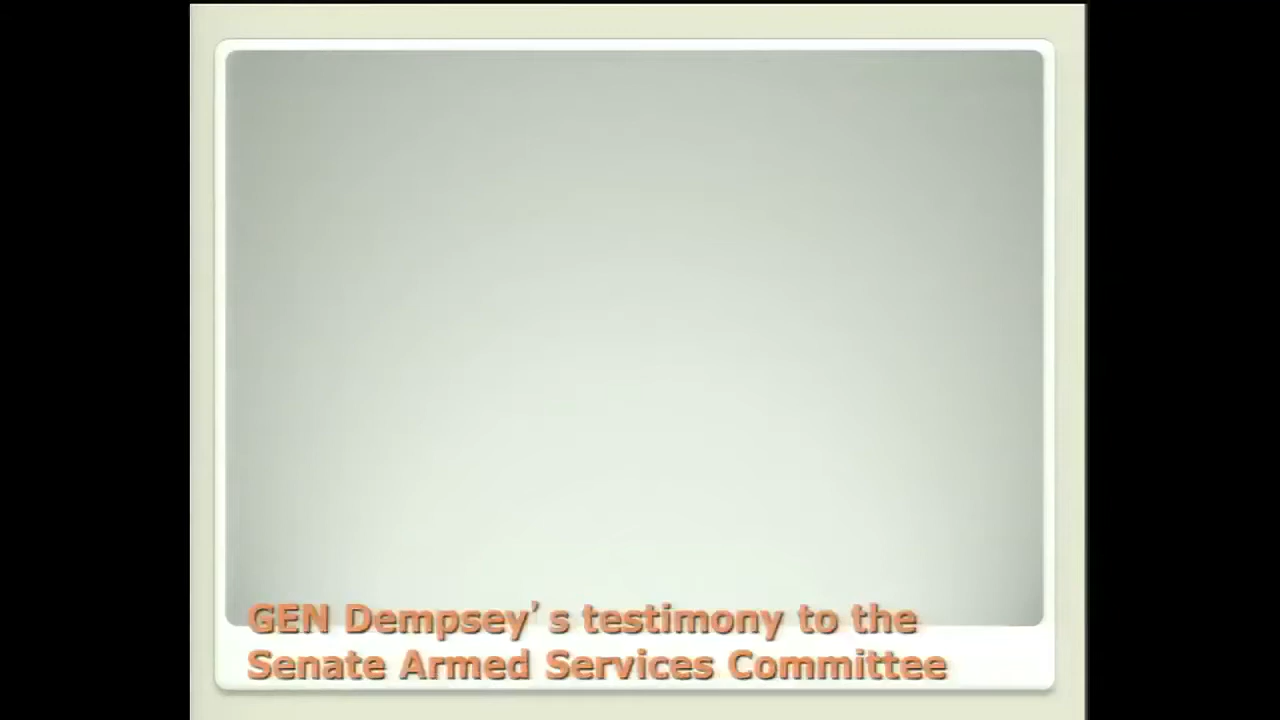 GEN Dempsey’s testimony to the
Senate Armed Services Committee